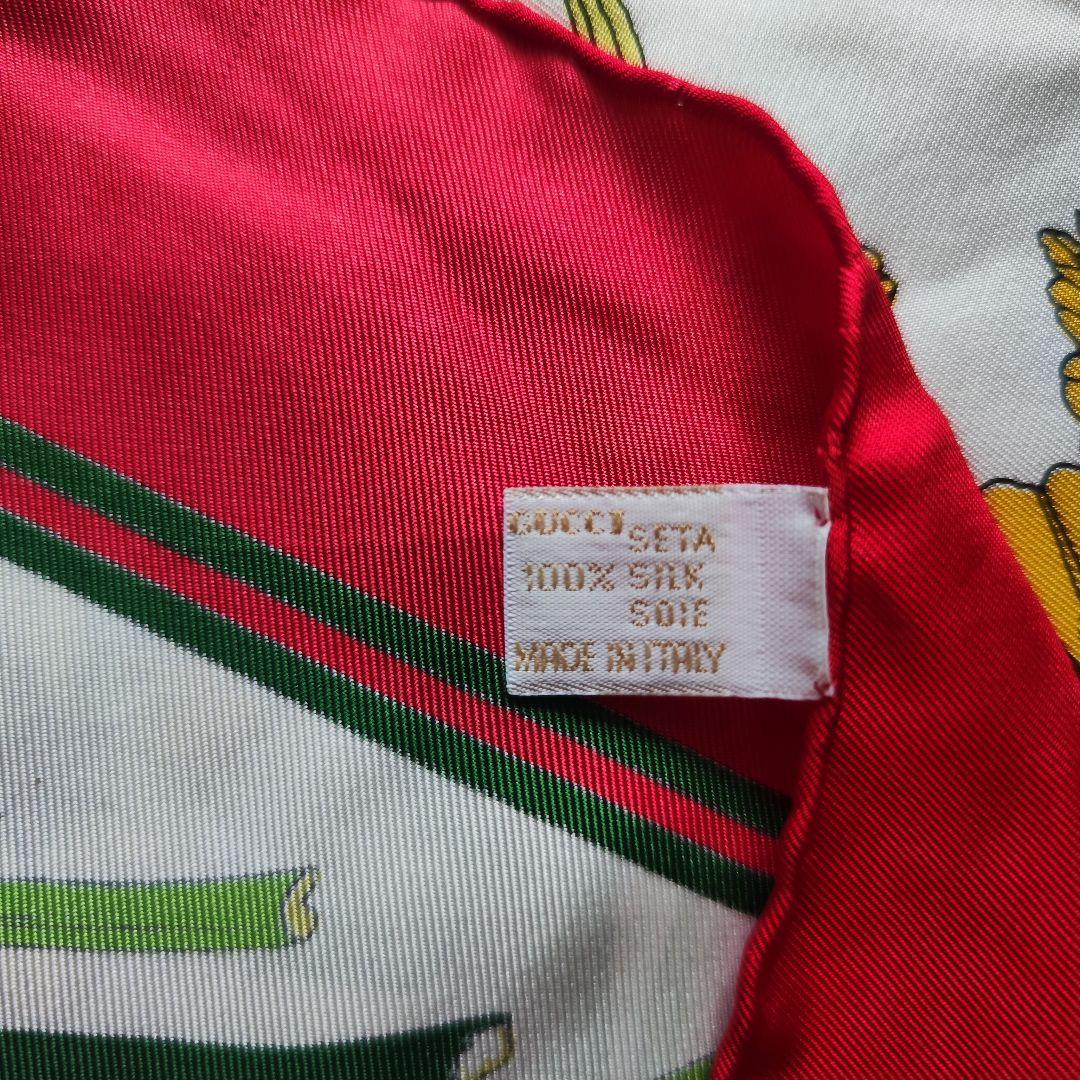 GUCCI SETA
100% SILK
SOIE
MADE IN ITALY